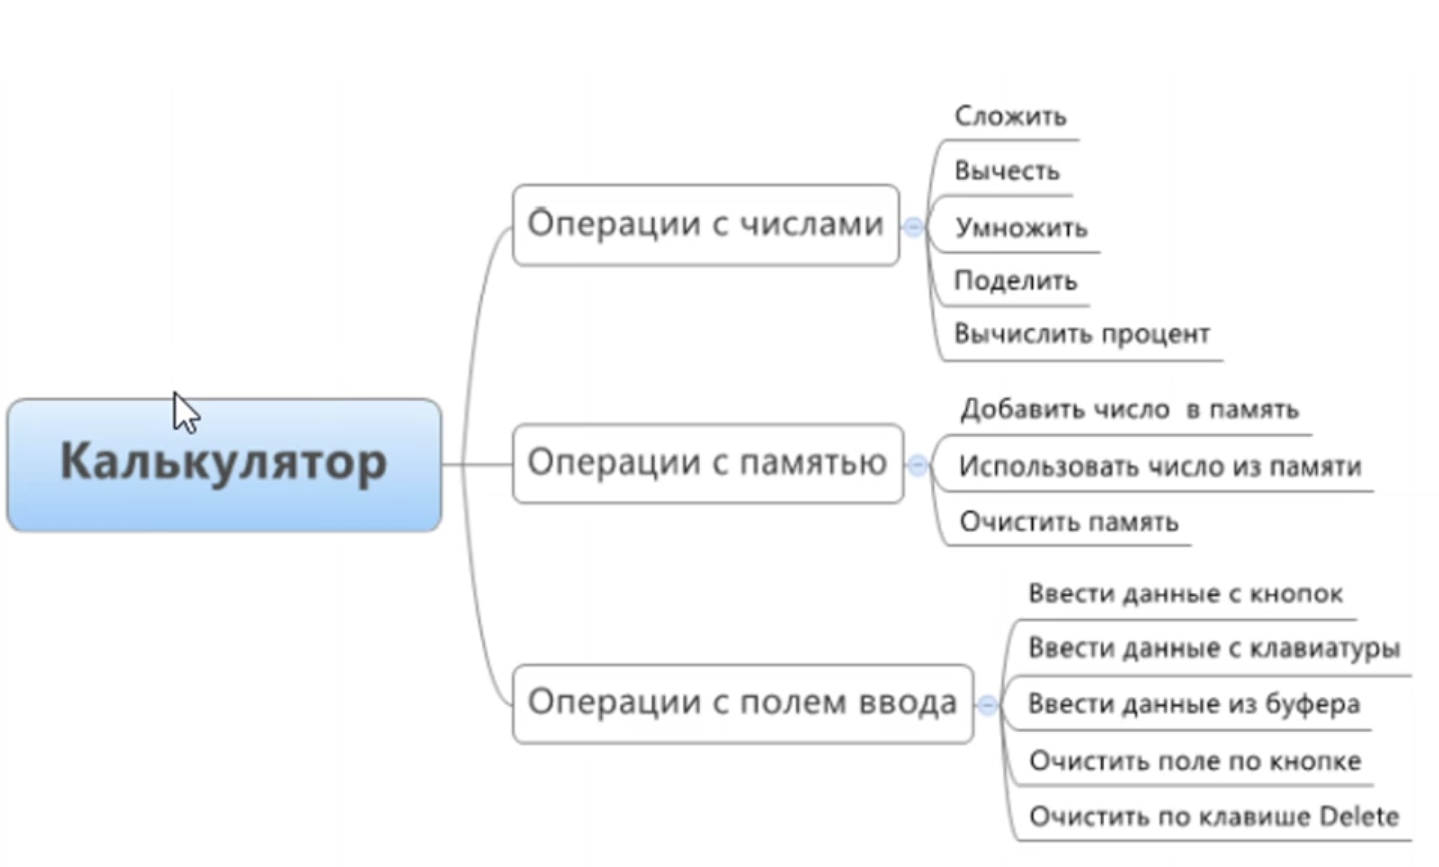 Калькулятор
Операции с числами
Сложить
Вычесть
Умножить
Поделить
Вычислить процент
Операции с памятью
Добавить число в память
Использовать число из памяти
Очистить память
Операции с полем ввода
Ввести данные с кнопок
Ввести данные с клавиатуры
Ввести данные из буфера
Очистить поле по кнопке
Очистить по клавише Delete